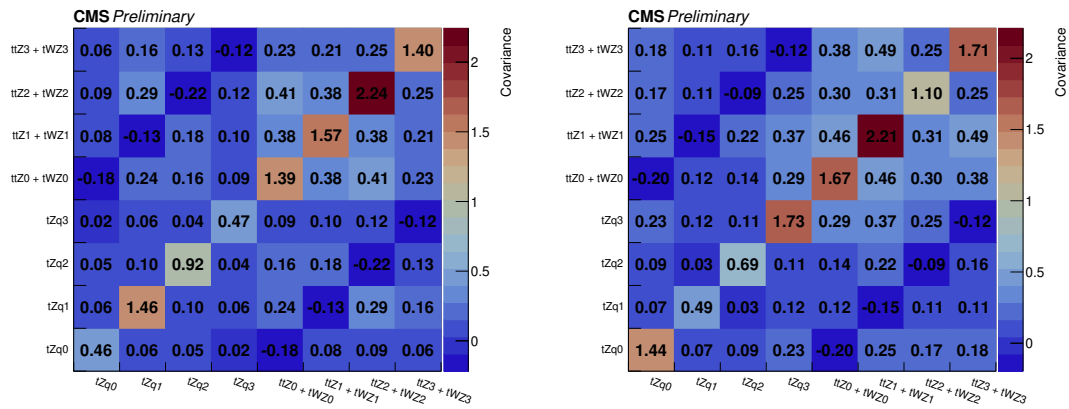 CMS Preliminary
ttZ3 + tWZ3 0.06 0.16 0.13 -0.12 0.23 0.21 0.25 1.40
ttZ2 + tWZ2 0.09 0.29 -0.22 0.12 0.41 0.38 2.24 0.25
ttZ1 + tWZ1 0.08 -0.13 0.18 0.10 0.38 1.57 0.38 0.21
ttZ0 + tWZ0 -0.18 0.24 0.16 0.09 1.39 0.38 0.41 0.23
tZq3 0.02 0.06 0.04 0.47 0.09 0.10 0.12 -0.12
tZq2 0.05 0.10 0.92 0.04 0.16 0.18 -0.22 0.13
tZq1 0.06 1.46 0.10 0.06 0.24 -0.13 0.29 0.16
tZq0 0.46 0.06 0.05 0.02 -0.18 0.08 0.09 0.06
tZq0 tZq1 tZq2 tZq3 ttZ0 + tWZ0 ttZ1 + tWZ1 ttZ2 + tWZ2 ttZ3 + tWZ3
2
1.5
1
0.5
0
Covariance
CMS Preliminary
ttZ3 + tWZ3 0.18 0.11 0.16 -0.12 0.38 0.49 0.25 1.71
ttZ2 + tWZ2 0.17 0.11 -0.09 0.25 0.30 0.31 1.10 0.25
ttZ1 + tWZ1 0.25 -0.15 0.22 0.37 0.46 2.21 0.31 0.49
ttZ0 + tWZ0 -0.20 0.12 0.14 0.29 1.67 0.46 0.30 0.38
tZq3 0.23 0.12 0.11 1.73 0.29 0.37 0.25 -0.12
tZq2 0.09 0.03 0.69 0.11 0.14 0.22 -0.09 0.16
tZq1 0.07 0.49 0.03 0.12 0.12 -0.15 0.11 0.11
tZq0 1.44 0.07 0.09 0.23 -0.20 0.25 0.17 0.18
tZq0 tZq1 tZq2 tZq3 ttZ0 + tWZ0 ttZ1 + tWZ1 ttZ2 + tWZ2 ttZ3 + tWZ3
2
1.5
1
0.5
0
Covariance